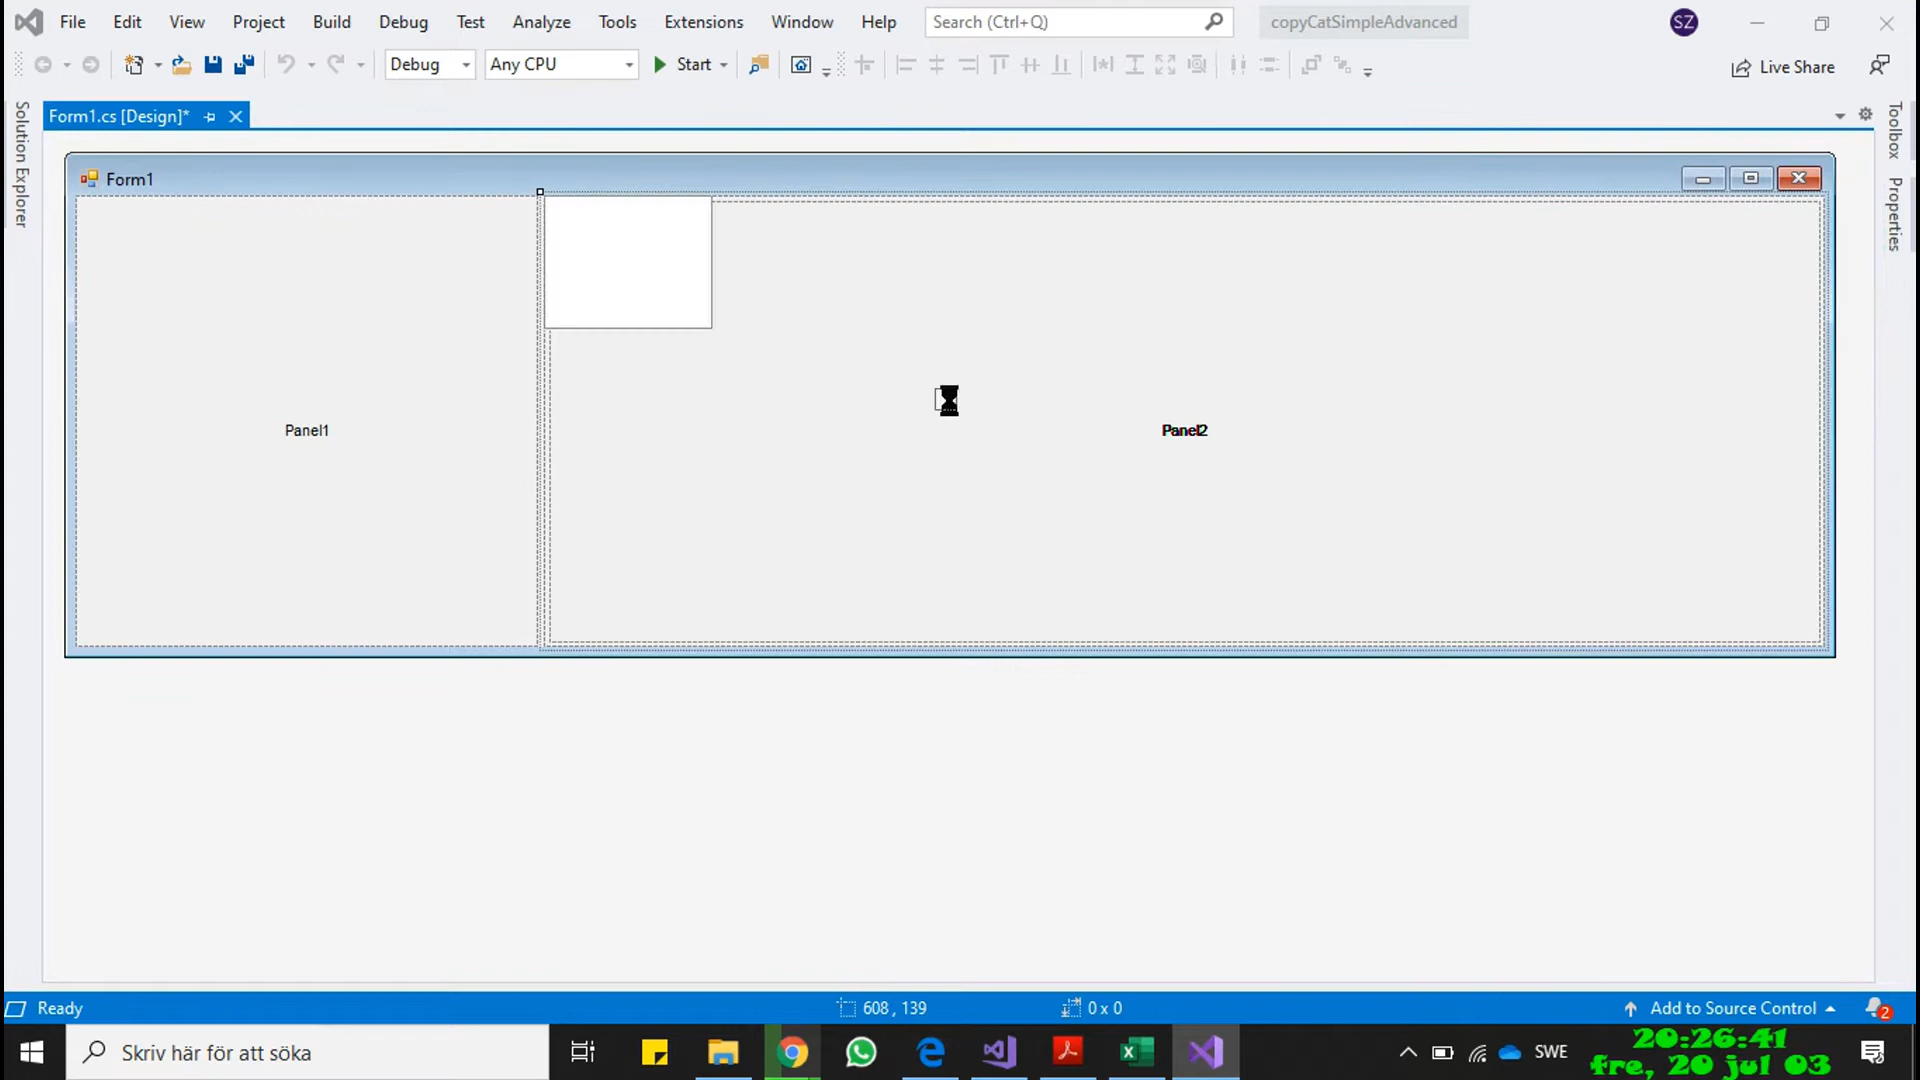 File Edit View Project Build Debug Test Analyze Tools Extensions Window Help Search (Ctrl+Q) copyCatSimpleAdvanced SZ
Debug Any CPU Start Live Share
Form1.cs [Design]*
Solution Explorer
Toolbox
Properties
Form1
Panel1
Panel2
Ready 608 , 139 0 x 0 Add to Source Control 2
Skriv här för att söka SWE
20:26:41
fre, 20 jul 03